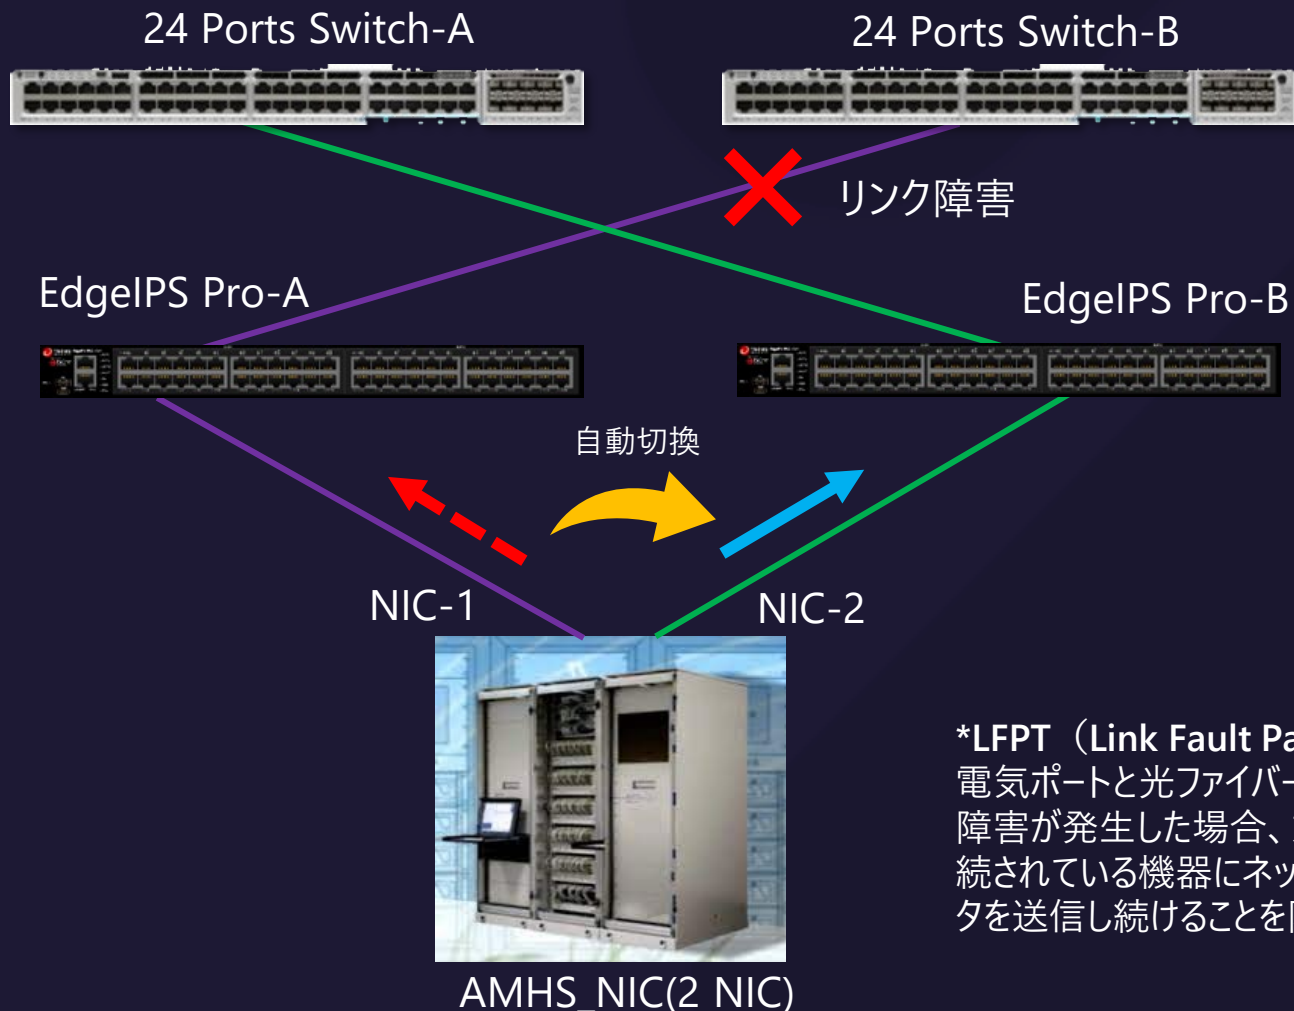 24 Ports Switch-A
24 Ports Switch-B
リンク障害
EdgeIPS Pro-A
EdgeIPS Pro-B
自動切換
NIC-1
NIC-2
*LFPT（Link Fault Pa
電気ポートと光ファイバー
障害が発生した場合、
続されている機器にネッ
タを送信し続けることを
AMHS_NIC(2 NIC)